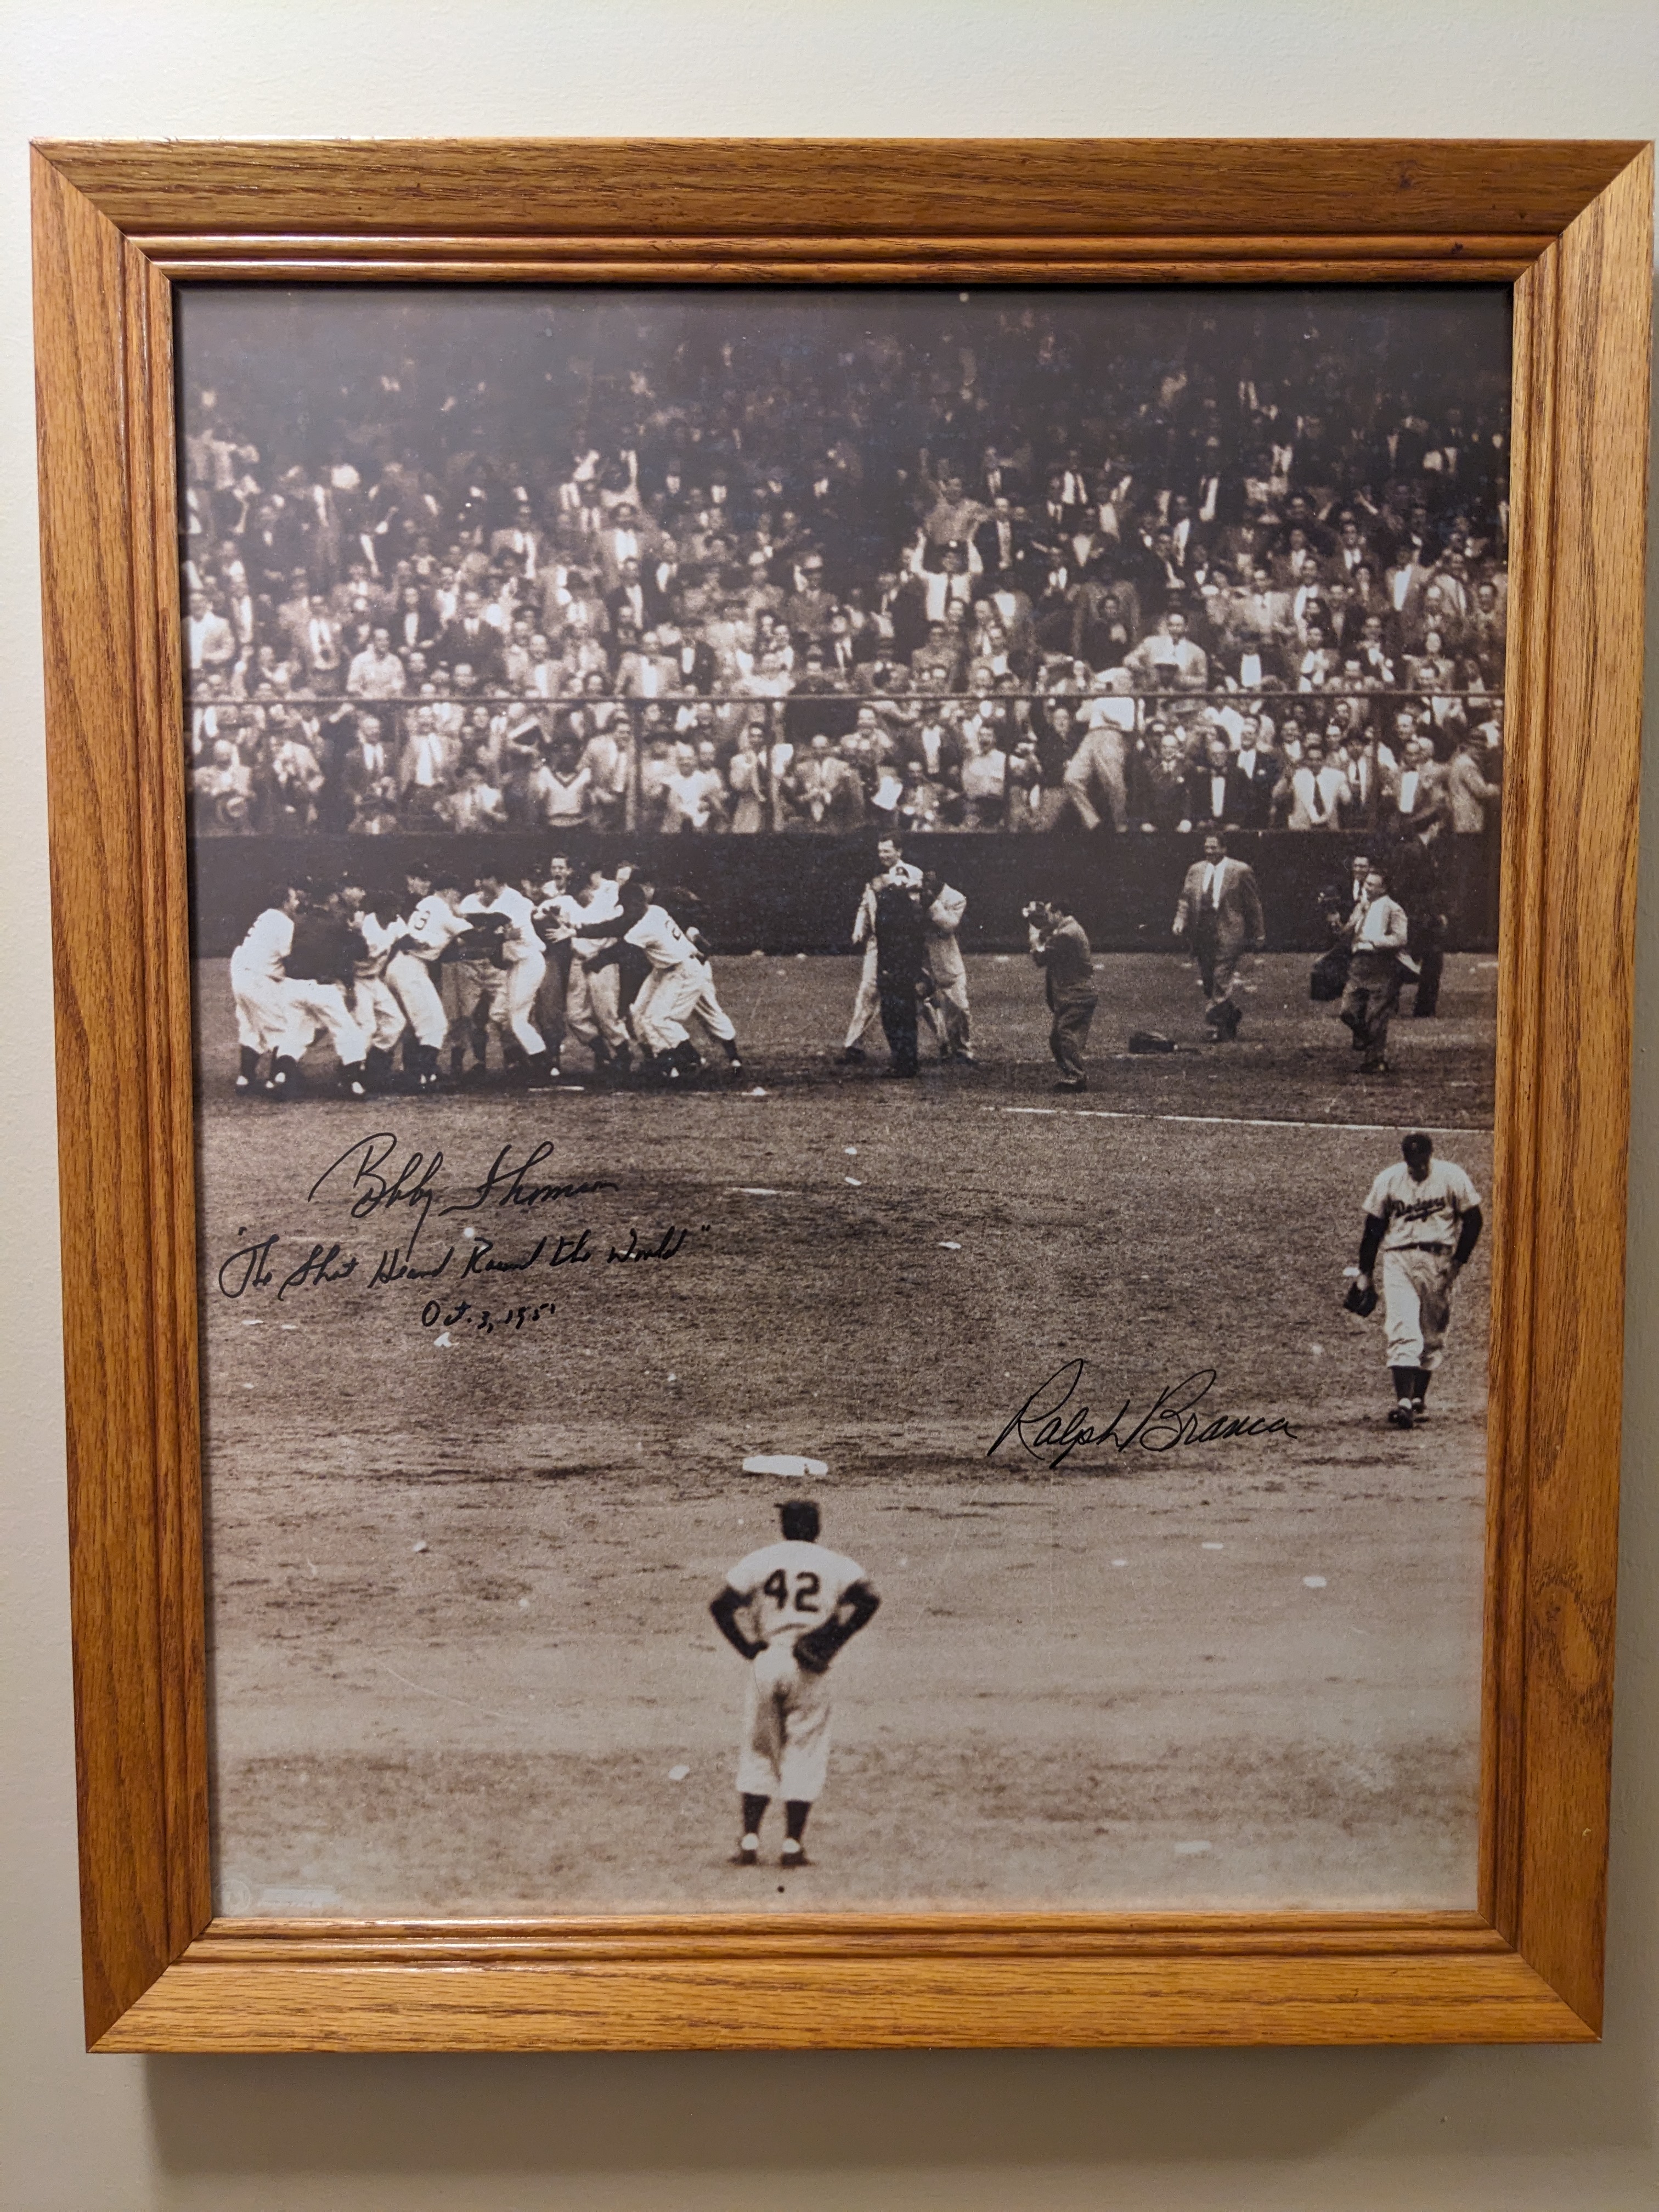 Bobby Thomson
"The Shot Heard Round the World"
Oct. 3, 1951
Dodgers
Ralph Branca
42